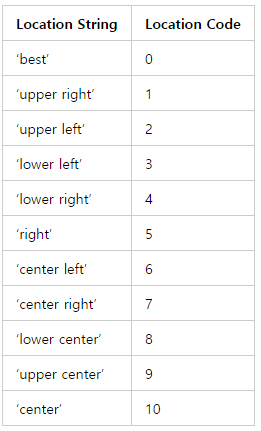 Location String Location Code
‘best’ 0
‘upper right’ 1
‘upper left’ 2
‘lower left’ 3
‘lower right’ 4
‘right’ 5
‘center left’ 6
‘center right’ 7
‘lower center’ 8
‘upper center’ 9
‘center’ 10